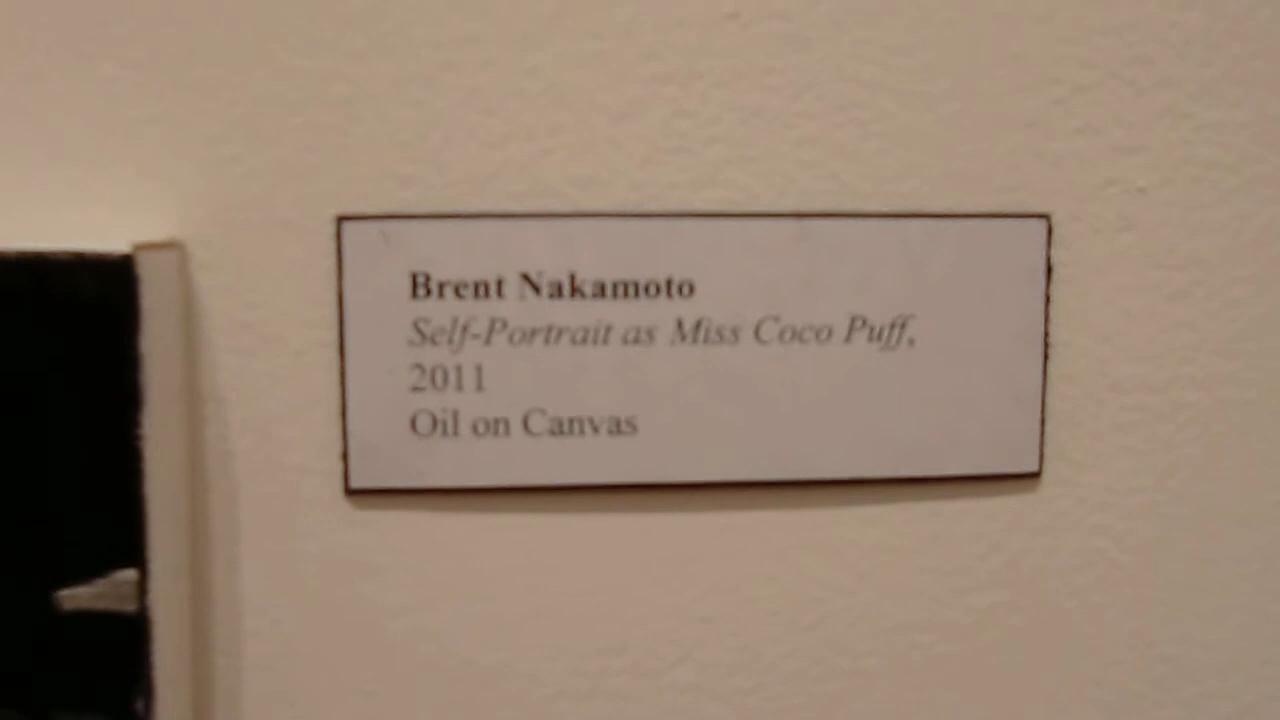 Brent Nakamoto
Self-Portrait as Miss Coco Puff,
2011
Oil on Canvas